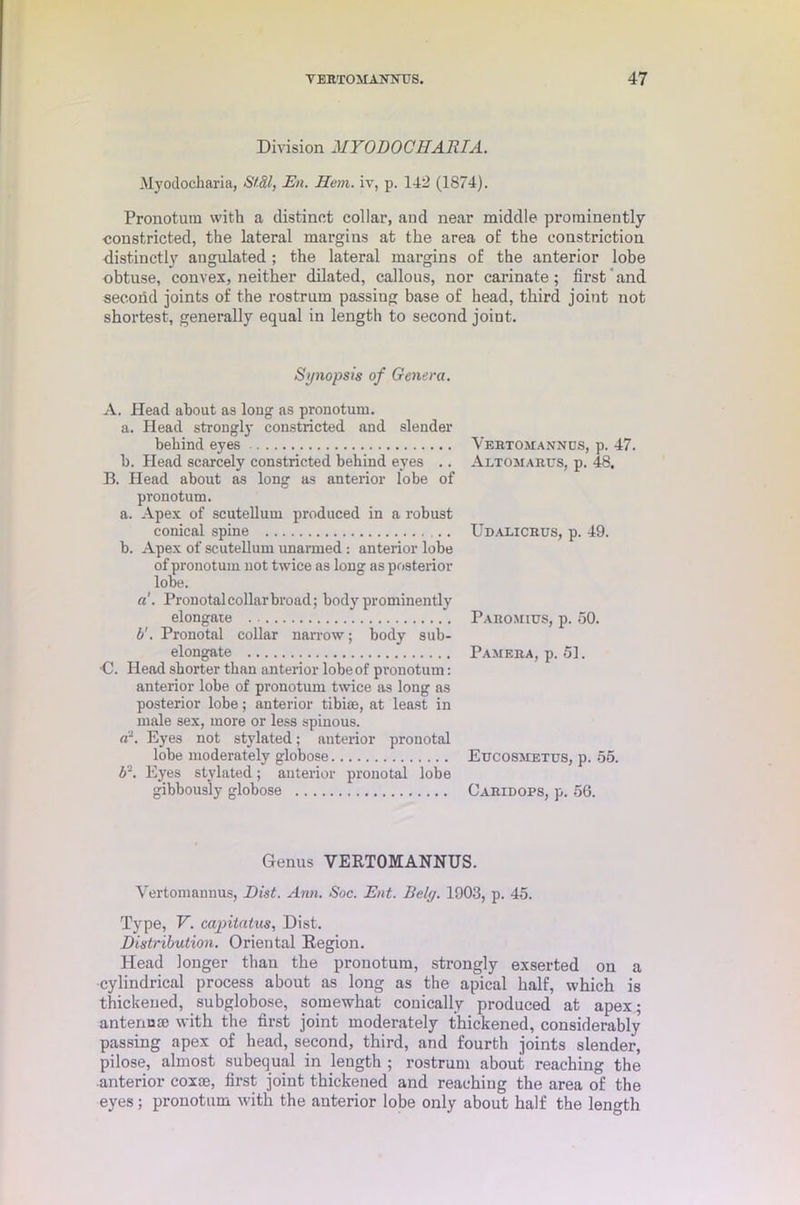 VERTOMANNUS. 47
Division MYODOCHARIA.
Myodocharia, Stål, En. Hem. iv, p. 142 (1874).
Pronotum with a distinct collar, and near middle prominently
constricted, the lateral margins at the area of the constriction
distinctly angulated ; the lateral margins of the anterior lobe
obtuse, convex, neither dilated, callous, nor carinate ; first and
second joints of the rostrum passing base of head, third joint not
shortest, generally equal in length to second joint.
Synopsis of Genera.
A. Head about as long as pronotum.
a. Head strongly constricted and slender
behind eyes .......................... VERTOMANNUS, p. 47.
b. Head scarcely constricted behind eyes .. ALTOMARUS, p. 48.
B. Head about as long as anterior lobe of
pronotum.
a. Apex of scutellum produced in a robust
conical spine ........................ UDALICRUS, p. 49.
b. Apex of scutellum unarmed : anterior lobe
of pronotum not twice as long as posterior
lobe.
a'. Pronotal collar broad ; body prominently
elongate .......................... PAROMIUS, p. 50.
b'. Pronotal collar narrow ; body sub-
elongate .......................... PAMERA, p. 51.
C. Head shorter than anterior lobe of pronotum :
anterior lobe of pronotum twice as long as
posterior lobe ; anterior tibiæ, at least in
male sex, more or less spinous.
a². Eyes not stylated ; anterior pronotal
lobe moderately globose............... EUCOSMETUS, p. 55.
b². Eyes stylated ; anterior pronotal lobe
gibbously globose .................... CARIDOPS, p. 56.
Genus VERTOMANNUS.
Vertomannus, Dist. Ann. Soc. Ent. Belg. 1903, p. 45.
Type, V. capitatus, Dist.
Distribution. Oriental Region.
Head longer than the pronotum, strongly exserted on a
cylindrical process about as long as the apical half, which is
thickened, subglobose, somewhat conically produced at apex ;
antennæ with the first joint moderately thickened, considerably
passing apex of head, second, third, and fourth joints slender,
pilose, almost subequal in length ; rostrum about reaching the
anterior coxæ, first joint thickened and reaching the area of the
eyes ; pronotum with the anterior lobe only about half the length